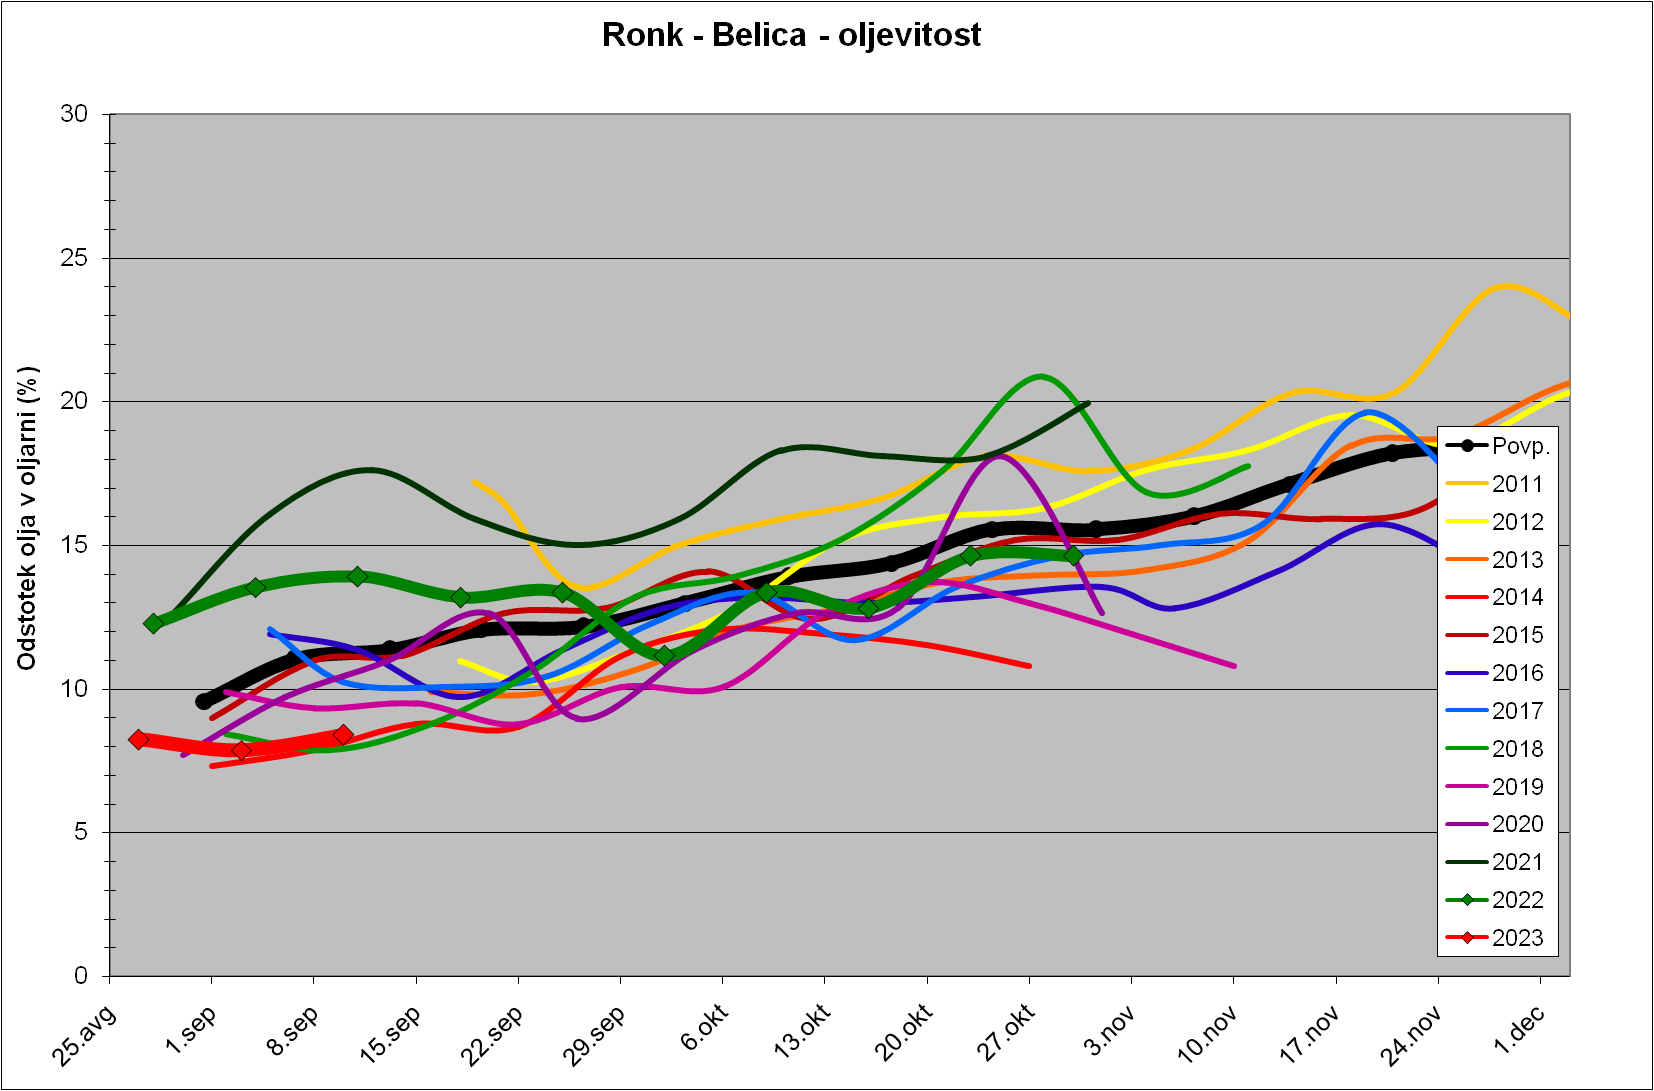 Ronk - Belica - oljevitost
Odstotek olja v oljarni (%)
30
25
20
15
10
5
0
25.avg
1.sep
8.sep
15.sep
22.sep
29.sep
6.okt
13.okt
20.okt
27.okt
3.nov
10.nov
17.nov
24.nov
1.dec
Povp.
2011
2012
2013
2014
2015
2016
2017
2018
2019
2020
2021
2022
2023